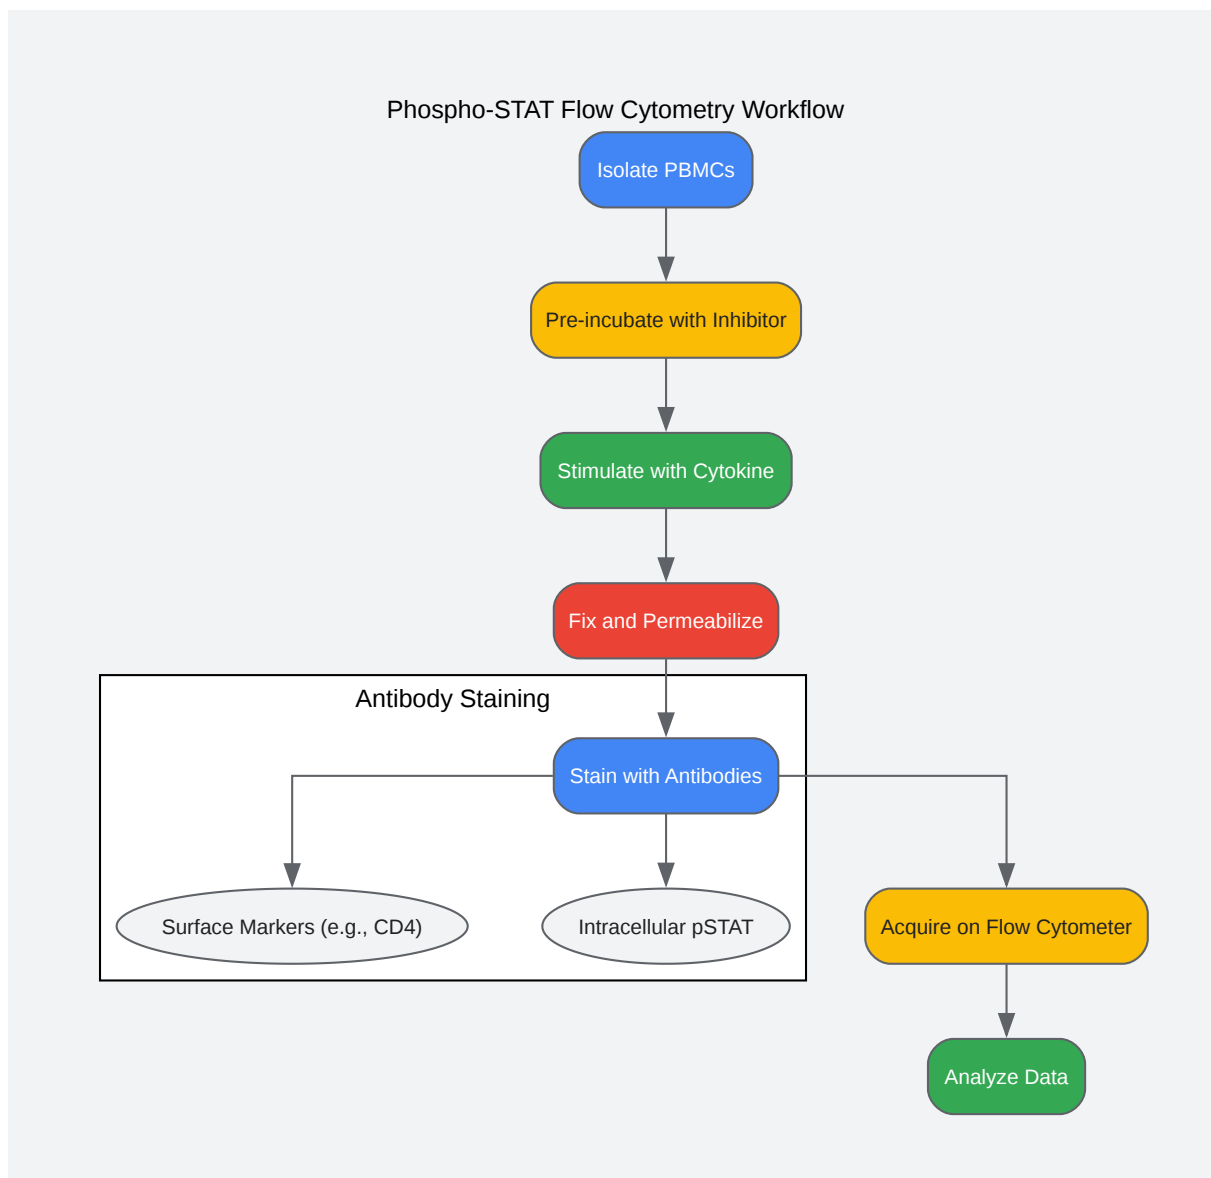 Phospho-STAT Flow Cytometry Workflow
Isolate PBMCs
Pre-incubate with Inhibitor
Stimulate with Cytokine
Fix and Permeabilize
Antibody Staining
Stain with Antibodies
Surface Markers (e.g., CD4)
Intracellular pSTAT
Acquire on Flow Cytometer
Analyze Data